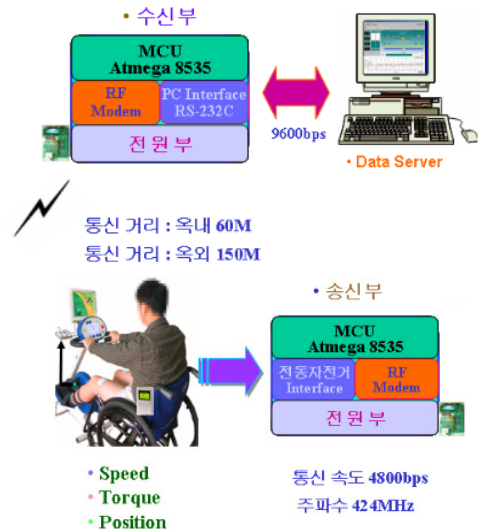 • 수신부
MCU
Atmega 8535
RF
Modem
PC Interface
RS-232C
전원부
9600bps
• Data Server
통신 거리 : 옥내 60M
통신 거리 : 옥외 150M
• 송신부
MCU
Atmega 8535
전동자전거
Interface
RF
Modem
전원부
• Speed
• Torque
• Position
통신 속도 4800bps
주파수 424MHz